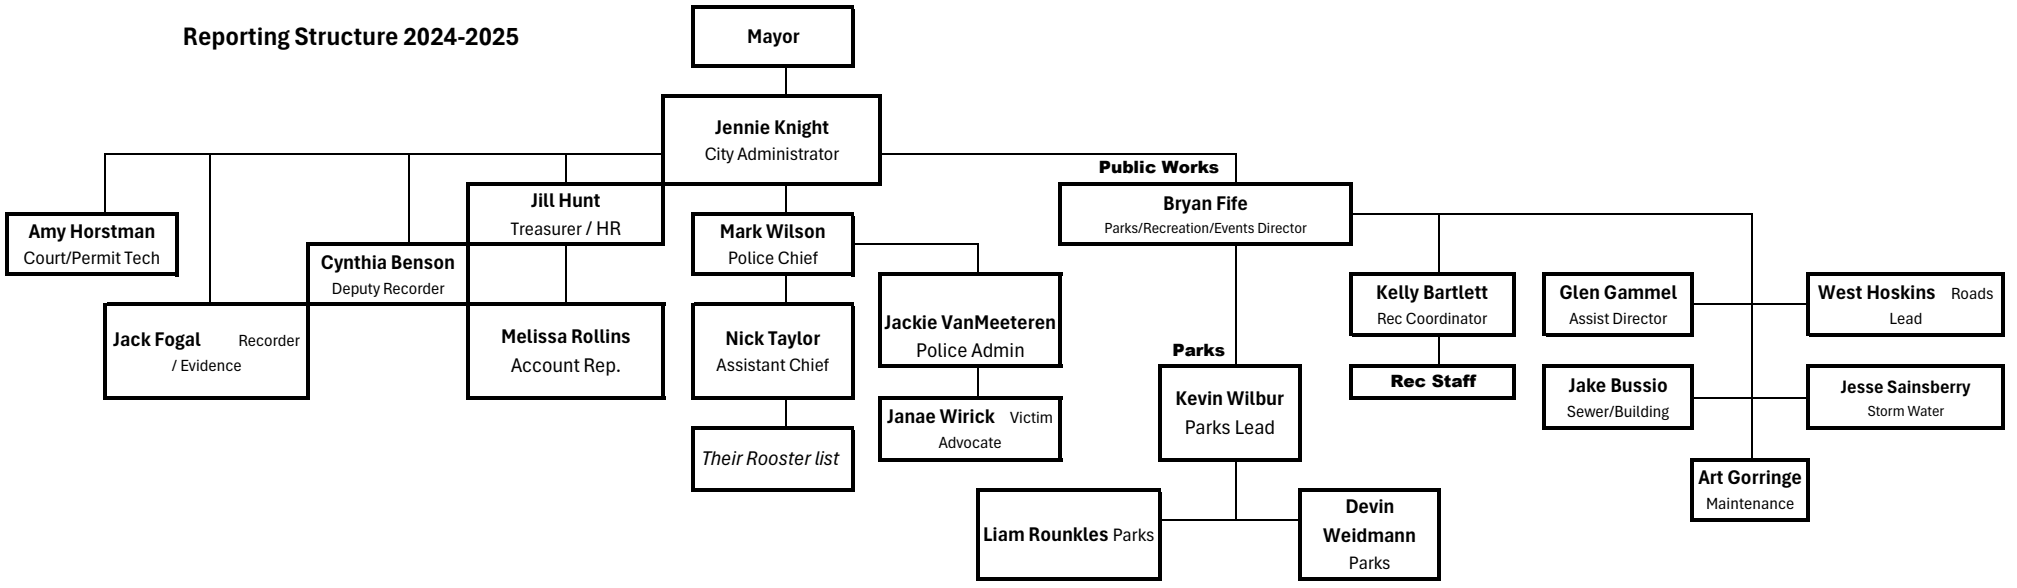 Reporting Structure 2024-2025
Mayor
Jennie Knight
City Administrator
Public Works
Amy Horstman
Court/Permit Tech
Jack Fogal Recorder
/ Evidence
Cynthia Benson
Deputy Recorder
Jill Hunt
Treasurer / HR
Melissa Rollins
Account Rep.
Mark Wilson
Police Chief
Nick Taylor
Assistant Chief
Their Rooster list
Jackie VanMeeteren
Police Admin
Janae Wirick Victim
Advocate
Bryan Fife
Parks/Recreation/Events Director
Parks
Kevin Wilbur
Parks Lead
Liam Rounkles Parks
Devin
Weidmann
Parks
Kelly Bartlett
Rec Coordinator
Rec Staff
Glen Gammel
Assist Director
West Hoskins Roads
Lead
Jake Bussio
Sewer/Building
Jesse Sainsberry
Storm Water
Art Gorringe
Maintenance